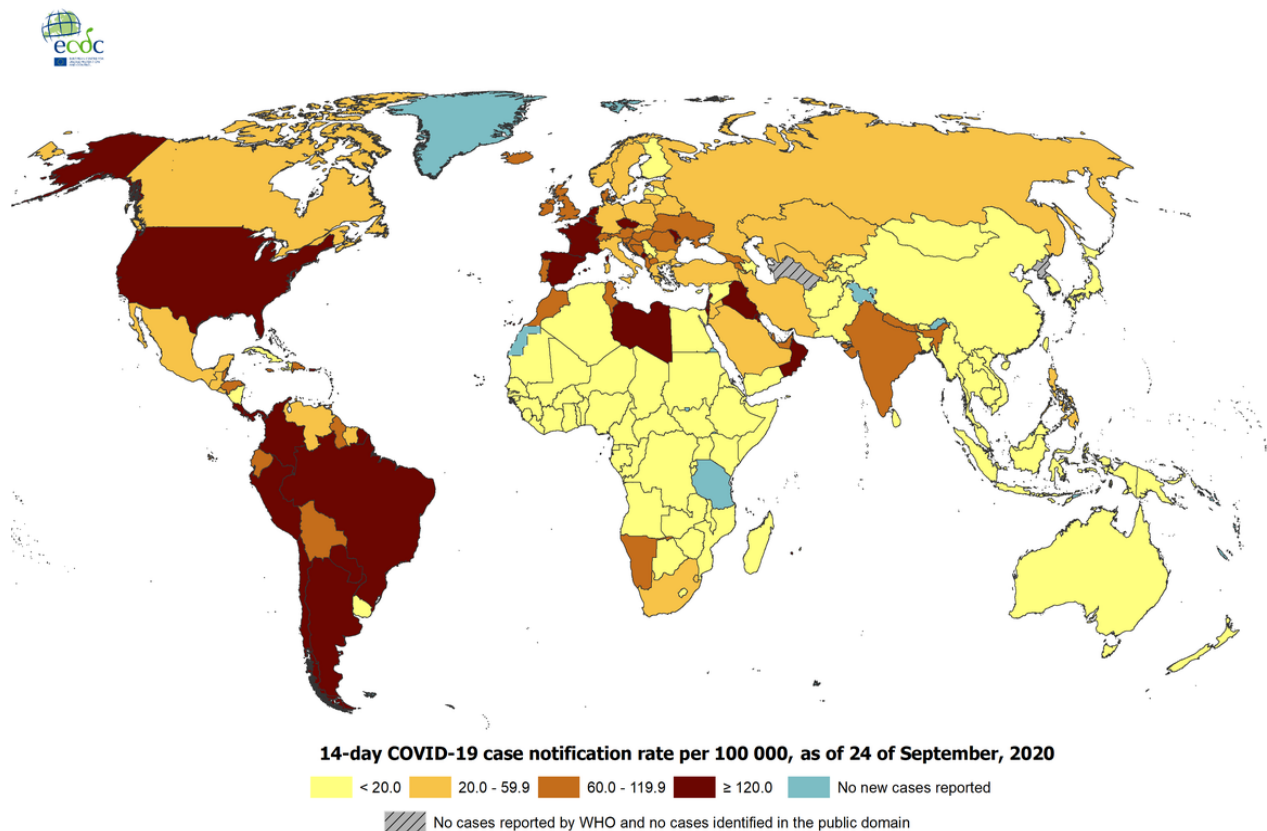 ecdc
14-day COVID-19 case notification rate per 100 000, as of 24 of September, 2020
< 20.0 20.0 - 59.9 60.0 - 119.9 ≥ 120.0 No new cases reported
No cases reported by WHO and no cases identified in the public domain